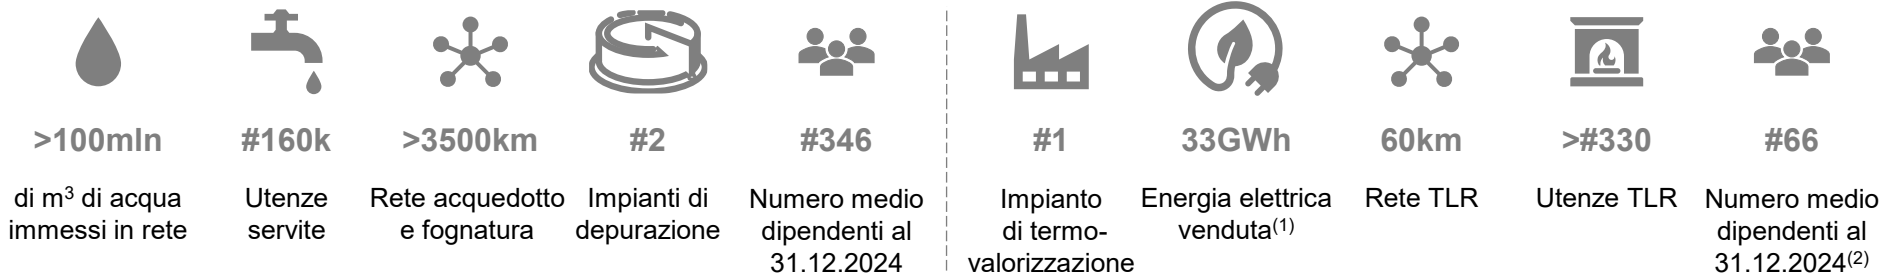 >100mln
di m³ di acqua
immessi in rete
#160k
Utenze
servite
>3500km
Rete acquedotto
e fognatura
#2
Impianti di
depurazione
#346
Numero medio
dipendenti al
31.12.2024
#1
Impianto
di termo-
valorizzazione
33GWh
Energia elettrica
venduta(1)
60km
Rete TLR
>#330
Utenze TLR
#66
Numero medio
dipendenti al
31.12.2024(2)